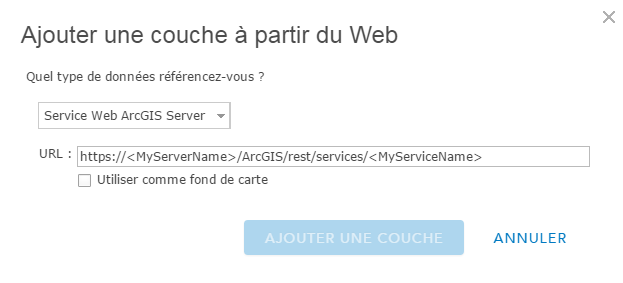 Ajouter une couche à partir du Web
Quel type de données référencez-vous ?
Service Web ArcGIS Server
URL : https://<MyServerName>/ArcGIS/rest/services/<MyServiceName>
Utiliser comme fond de carte
AJOUTER UNE COUCHE ANNULER